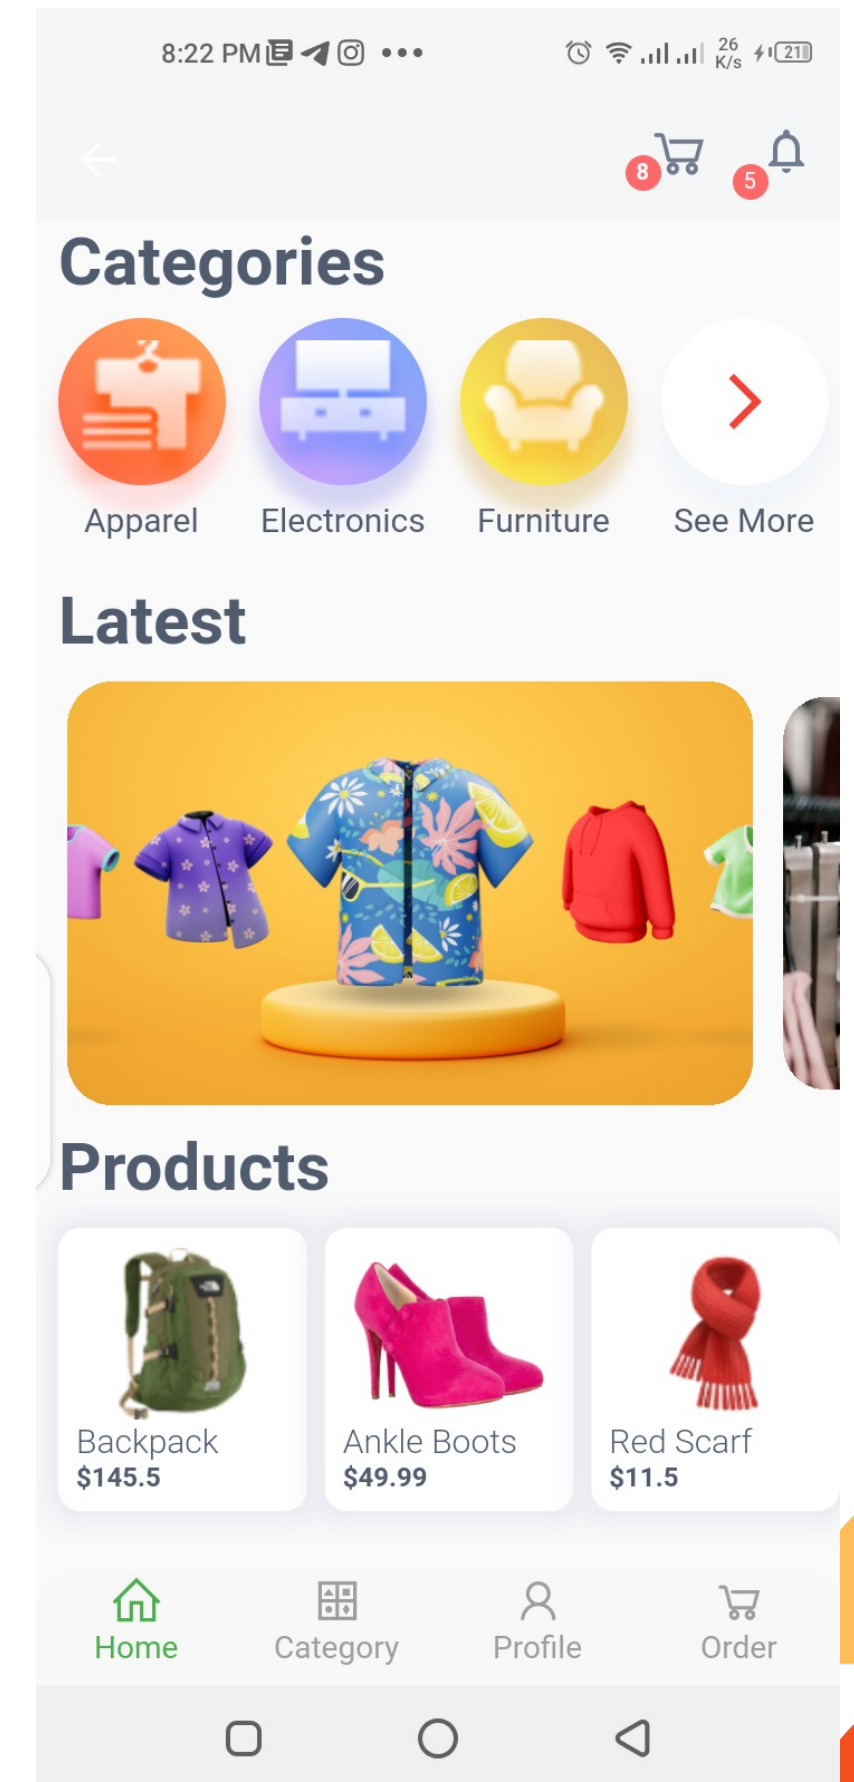 8:22 PM 26 K/s 21
8 5
Categories
Apparel Electronics Furniture See More
Latest
Products
Backpack Ankle Boots Red Scarf
$145.5 $49.99 $11.5
Home Category Profile Order